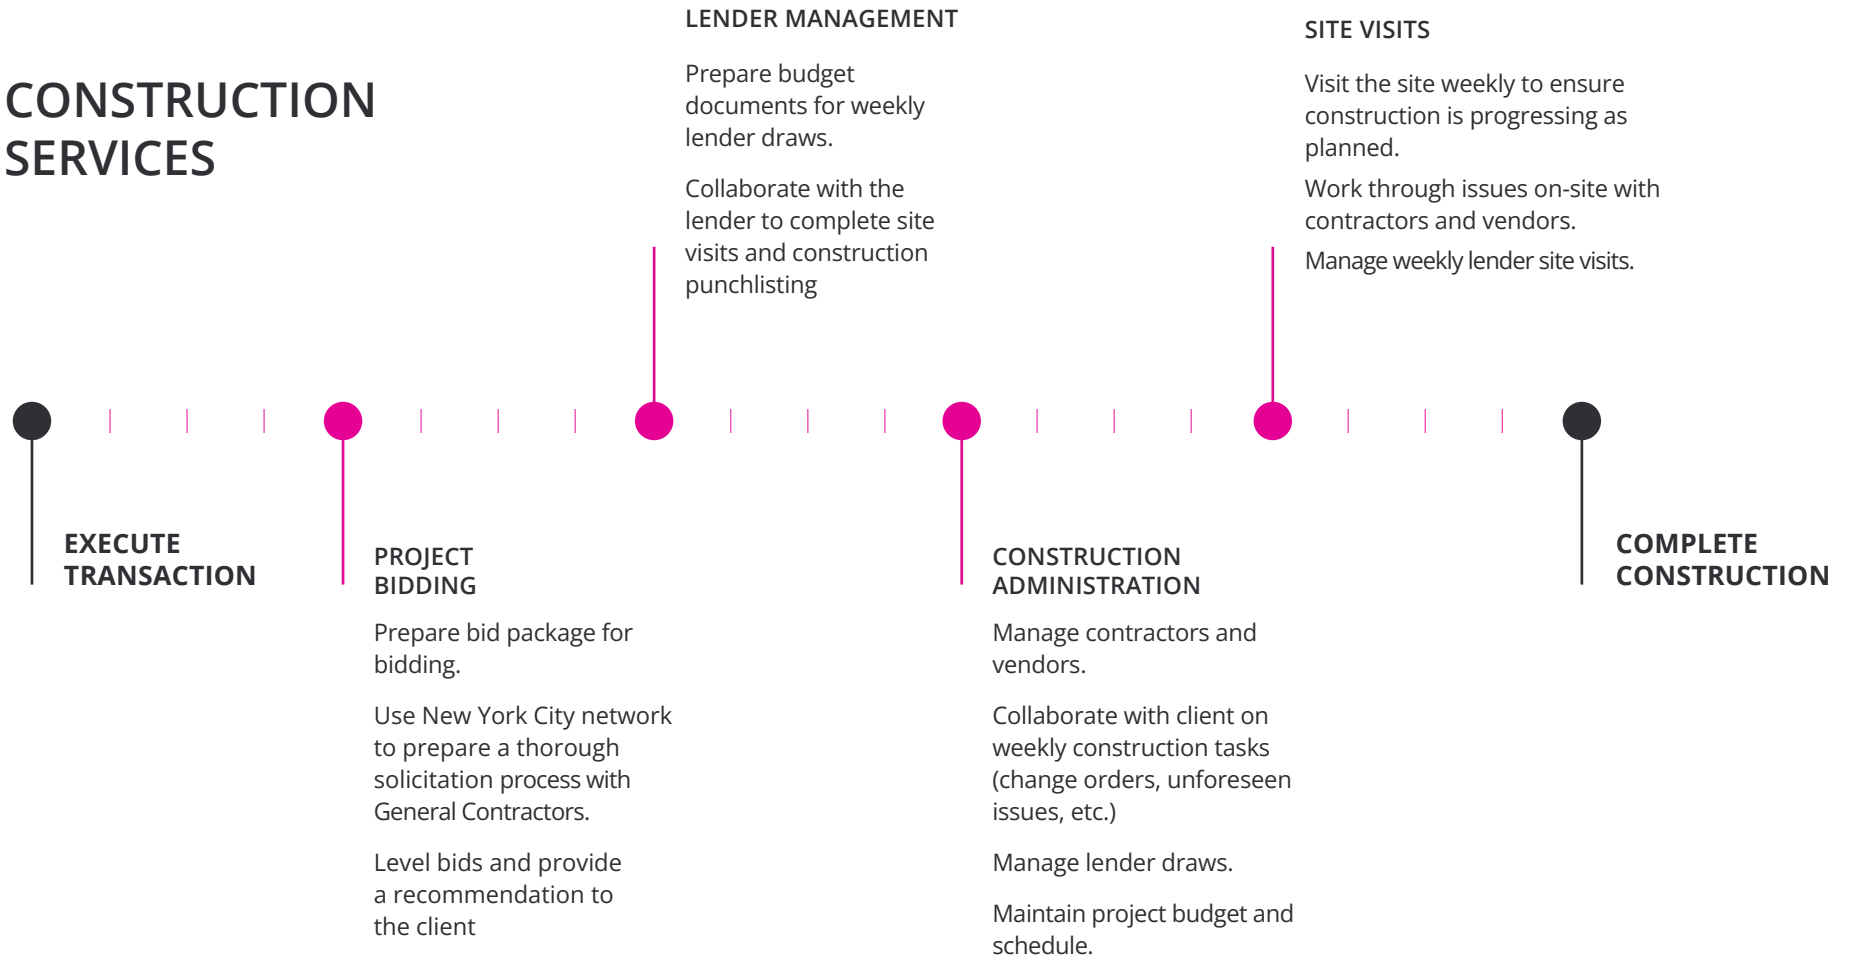 CONSTRUCTION
SERVICES
LENDER MANAGEMENT
Prepare budget
documents for weekly
lender draws.
Collaborate with the
lender to complete site
visits and construction
punchlisting
SITE VISITS
Visit the site weekly to ensure
construction is progressing as
planned.
Work through issues on-site with
contractors and vendors.
Manage weekly lender site visits.
EXECUTE
TRANSACTION
PROJECT
BIDDING
Prepare bid package for
bidding.
Use New York City network
to prepare a thorough
solicitation process with
General Contractors.
Level bids and provide
a recommendation to
the client
CONSTRUCTION
ADMINISTRATION
Manage contractors and
vendors.
Collaborate with client on
weekly construction tasks
(change orders, unforeseen
issues, etc.)
Manage lender draws.
Maintain project budget and
schedule.
COMPLETE
CONSTRUCTION